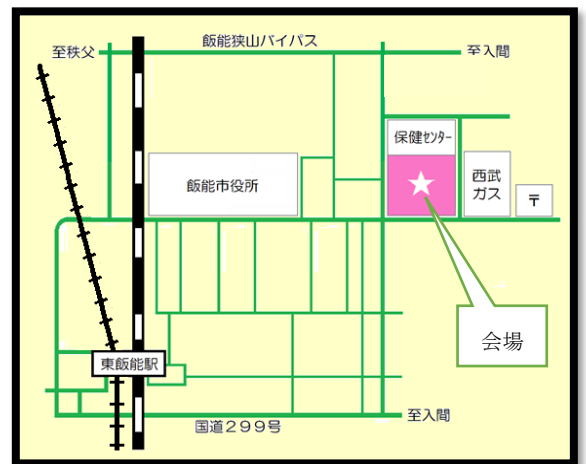 飯能狭山バイパス
至秩父
至入間
保健センター
飯能市役所
西武
ガス
〒
会場
東飯能駅
至入間
国道299号